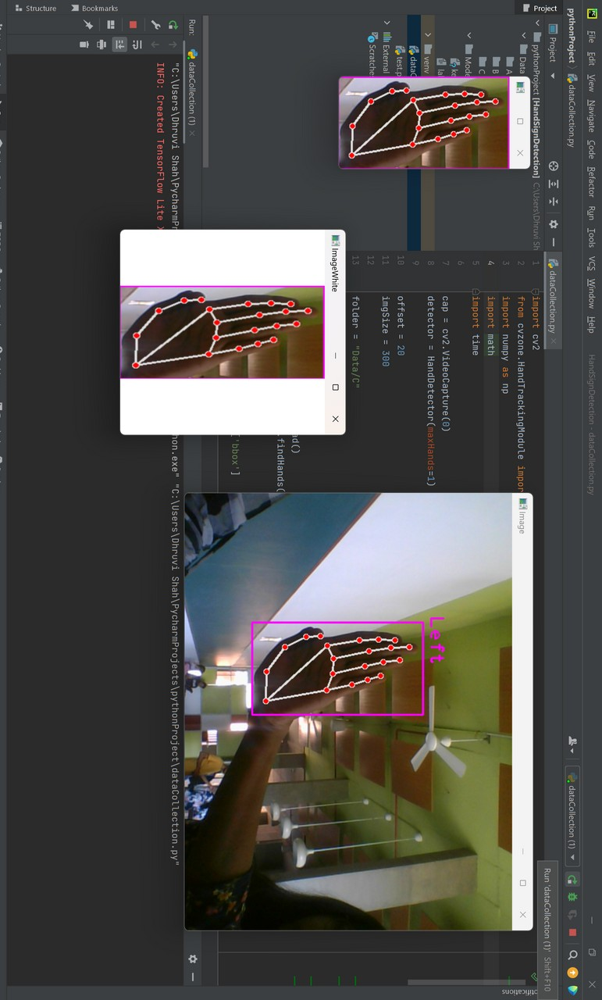 File Edit View Navigate Code Refactor Run Tools VCS Window Help
HandSignDetection - dataCollection.py
pythonProject
dataCollection.py
dataCollection (1)
Run 'dataCollection (1)' Shift+F10
Project
Project
pythonProject [HandSignDetection] C:\Users\Dhruvi Sh
Data
A
B
C
Mod
ke
la
venv
dataC
test.p
External
Scratche
dataCollection.py
1 import cv2
2 from cvzone.HandTrackingModule impor
3 import numpy as np
4 import math
5 import time
6
7 cap = cv2.VideoCapture(0)
8 detector = HandDetector(maxHands=1)
9
10 offset = 20
11 imgSize = 300
12
13 folder = "Data/C"
ad()
.findHands(
['bbox']
ImageWhite
Image
Left
Run:
dataCollection (1)
"C:\Users\Dhruvi Shah\PycharmPr
hon.exe" "C:\Users\Dhruvi Shah\PycharmProjects\pythonProject\dataCollection.py"
INFO: Created TensorFlow Lite X
Structure
Bookmarks
otifications